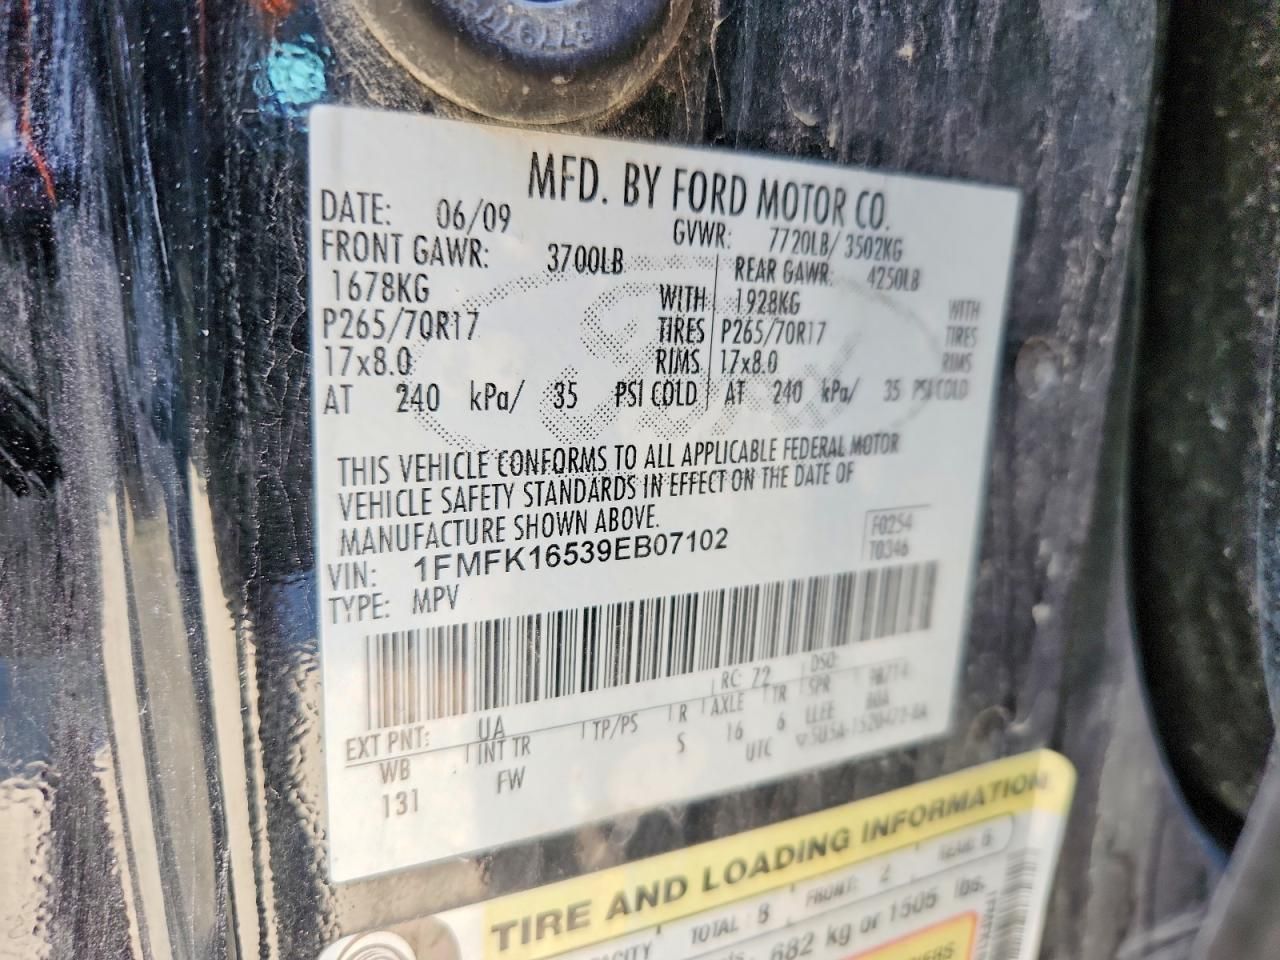 MFD. BY FORD MOTOR CO.
DATE: 06/09 GVWR: 7720LB/ 3502KG
FRONT GAWR: 3700LB REAR GAWR: 4250LB
1678KG WITH 1928KG WITH
P265/70R17 TIRES P265/70R17 TIRES
17x8.0 RIMS 17x8.0 RIMS
AT 240 kPa/ 35 PSI COLD AT 240 kPa/ 35 PSI COLD
THIS VEHICLE CONFORMS TO ALL APPLICABLE FEDERAL MOTOR
VEHICLE SAFETY STANDARDS IN EFFECT ON THE DATE OF
MANUFACTURE SHOWN ABOVE.
F0254
T0346
VIN: 1FMFK16539EB07102
TYPE: MPV
EXT PNT: UA RC: 72 DSO:
WB INT TR TP/PS R AXLE TR SPR
131 FW S 16 6 LLEE
UTC
TIRE AND LOADING INFORMATION
TOTAL 8 FRONT: 2
682 kg or 1505 lbs.